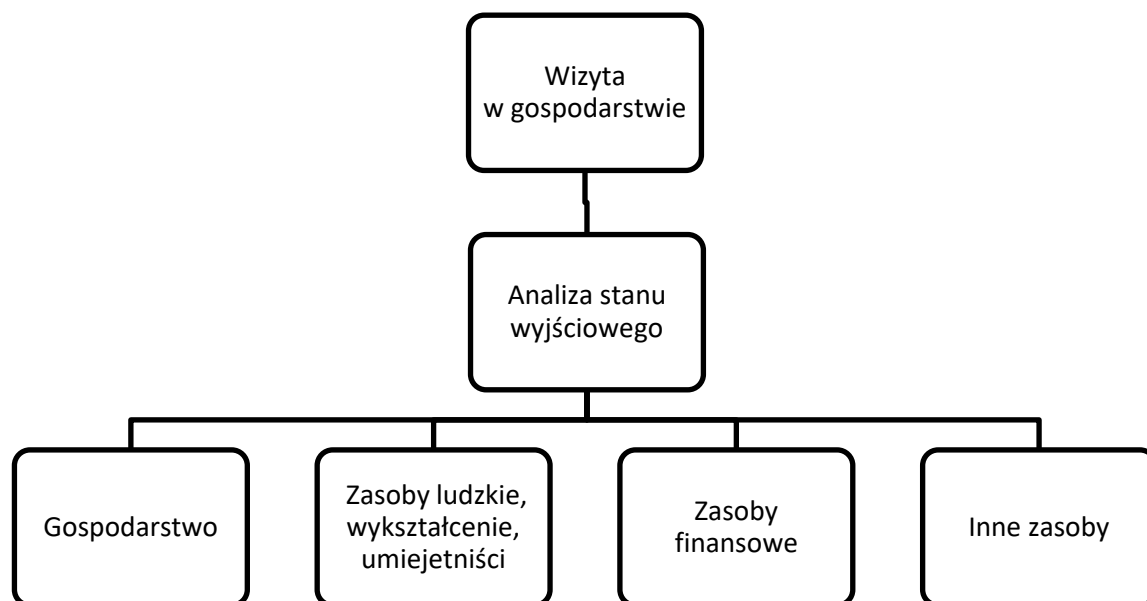 Wizyta
w gospodarstwie
Analiza stanu
wyjściowego
Gospodarstwo
Zasoby ludzkie,
wykształcenie,
umiejetniści
Zasoby
finansowe
Inne zasoby